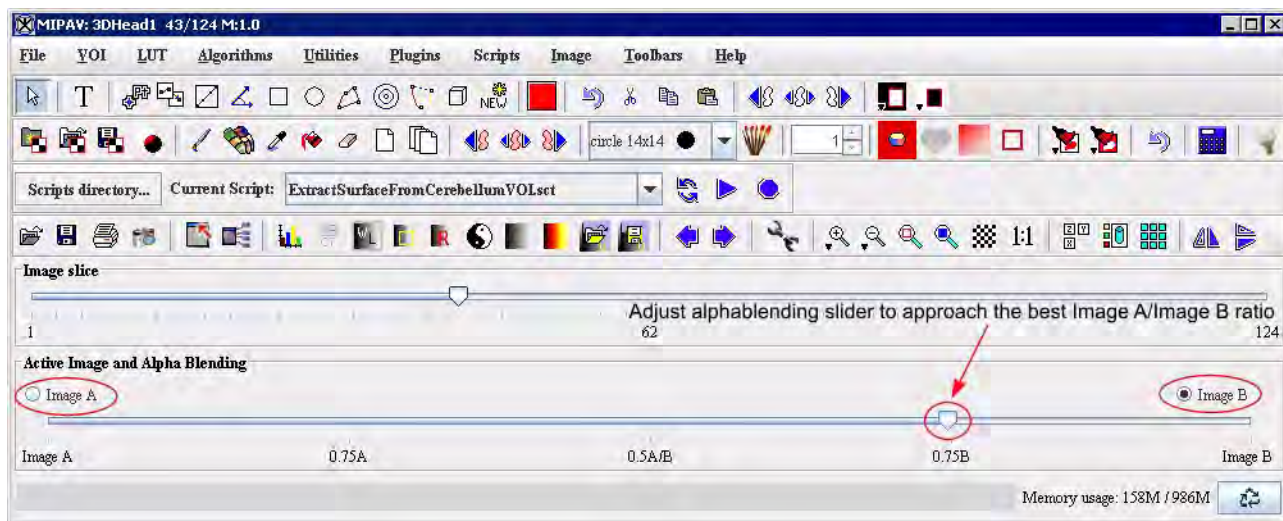 MIPAV: 3DHead1 43/124 M:1.0
File YOI LUT Algorithms Utilities Plugins Scripts Image Toolbars Help
T NEW
circle 14x14 1
Scripts directory... Current Script: ExtractSurfaceFromCerebellumVOI.sct
WL R 1:1 Z Y X
Image slice
Adjust alphablending slider to approach the best Image A/Image B ratio
1 62 124
Active Image and Alpha Blending
Image A Image B
Image A 0.75A 0.5A/B 0.75B Image B
Memory usage: 158M / 986M